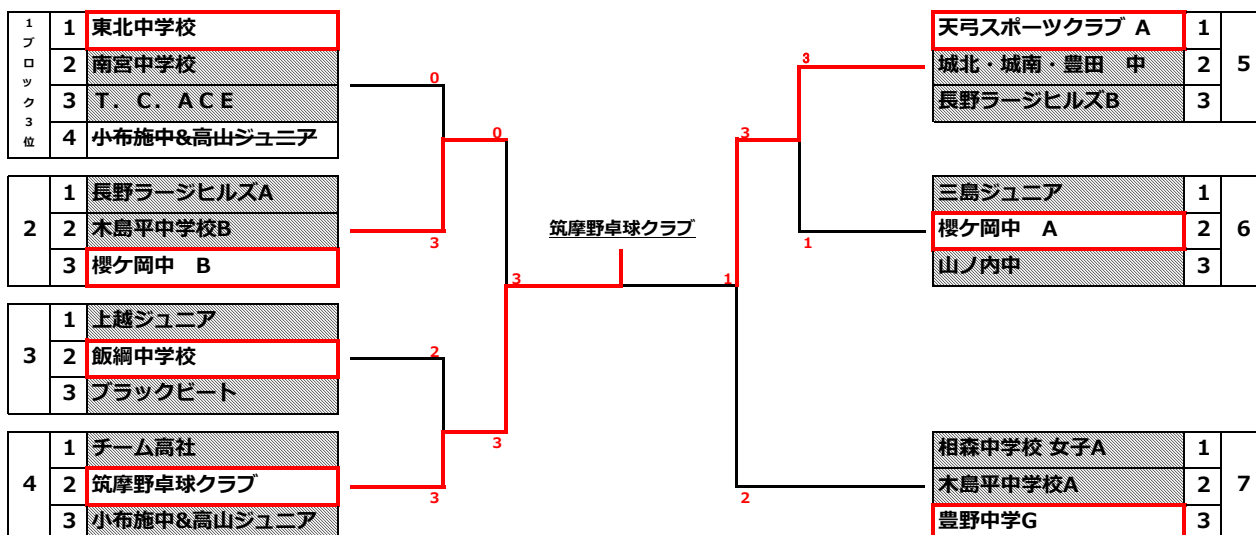 1ブロック3位
1 東北中学校
2 南宮中学校
3 T．C．ACE
4 小布施中&高山ジュニア
2
1 長野ラージヒルズA
2 木島平中学校B
3 櫻ケ岡中　B
3
1 上越ジュニア
2 飯綱中学校
3 ブラックビート
4
1 チーム高社
2 筑摩野卓球クラブ
3 小布施中&高山ジュニア
0
3
0
2
3
3
3
筑摩野卓球クラブ
1
3
3
1
2
天弓スポーツクラブ A 1
城北・城南・豊田　中 2
長野ラージヒルズB 3
5
三島ジュニア 1
櫻ケ岡中　A 2
山ノ内中 3
6
相森中学校 女子A 1
木島平中学校A 2
豊野中学G 3
7